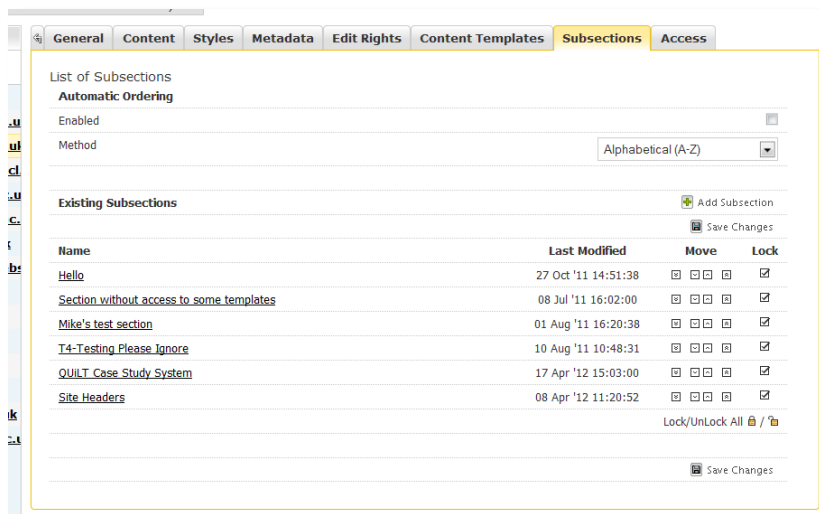 General Content Styles Metadata Edit Rights Content Templates Subsections Access
List of Subsections
Automatic Ordering
Enabled
Method Alphabetical (A-Z)
Existing Subsections Add Subsection
Save Changes
Name Last Modified Move Lock
Hello 27 Oct '11 14:51:38
Section without access to some templates 08 Jul '11 16:02:00
Mike's test section 01 Aug '11 16:20:38
T4-Testing Please Ignore 10 Aug '11 10:48:31
QUiLT Case Study System 17 Apr '12 15:03:00
Site Headers 08 Apr '12 11:20:52
Lock/UnLock All /
Save Changes